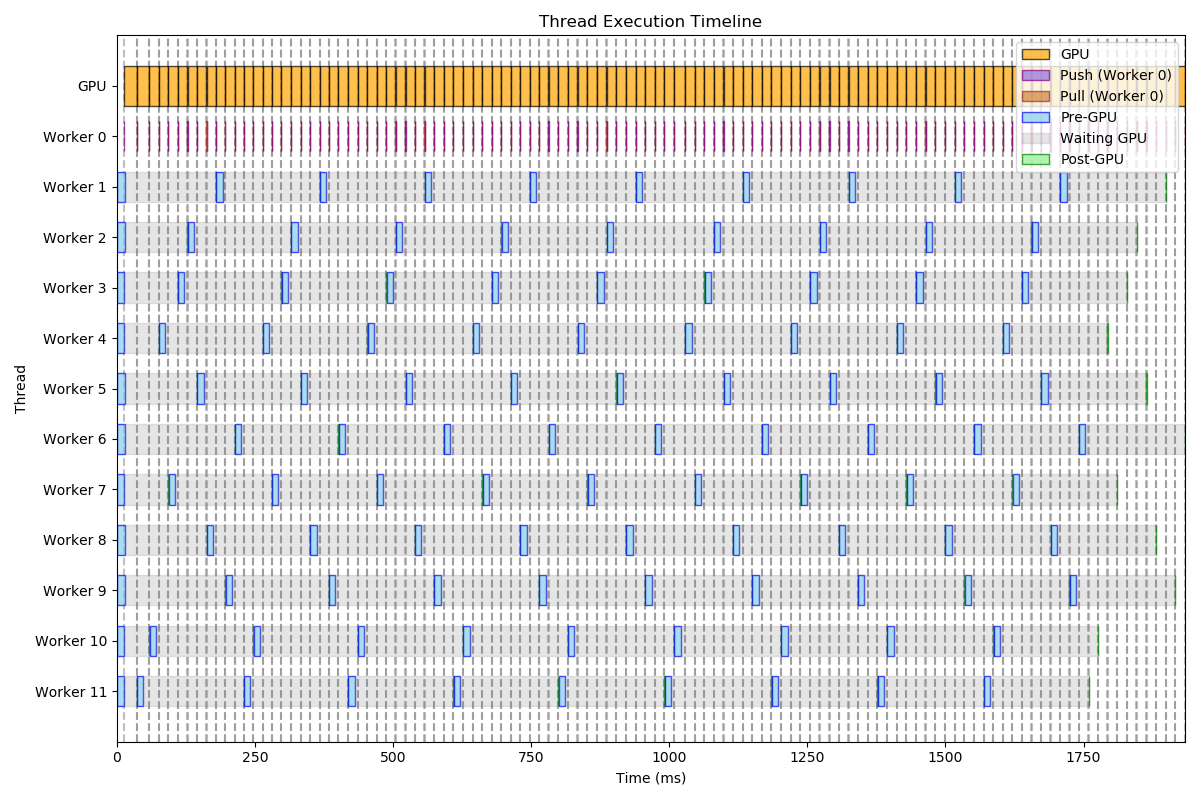 Thread Execution Timeline
GPU
Push (Worker 0)
Pull (Worker 0)
Pre-GPU
Waiting GPU
Post-GPU
GPU
Worker 0
Worker 1
Worker 2
Worker 3
Worker 4
Worker 5
Worker 6
Worker 7
Worker 8
Worker 9
Worker 10
Worker 11
Thread
0 250 500 750 1000 1250 1500 1750
Time (ms)